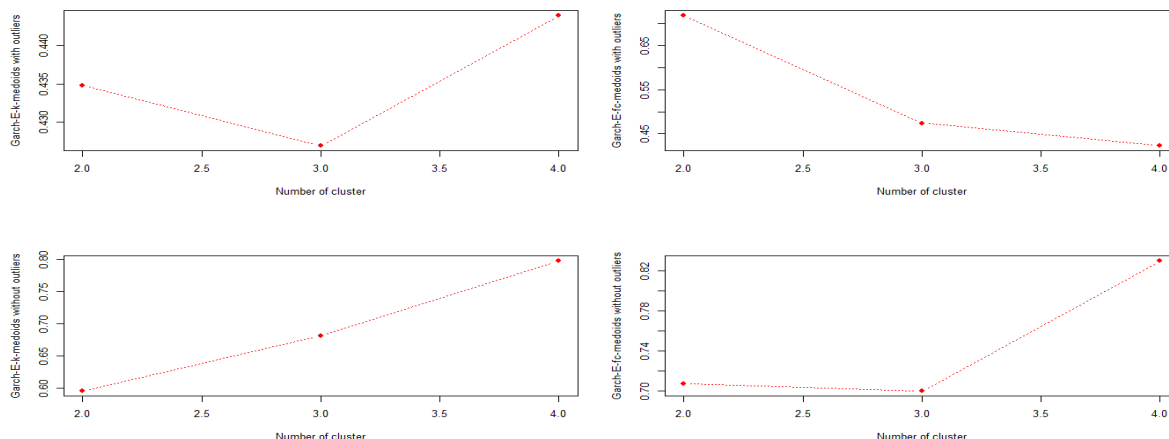 Garch-E-k-medoids with outliers
0.440
0.435
0.430
2.0 2.5 3.0 3.5 4.0
Number of cluster
Garch-E-fc-medoids with outliers
0.65
0.45
2.0 2.5 3.0 3.5 4.0
Number of cluster
Garch-E-k-medoids without outliers
0.80
0.75
0.70
0.65
0.60
2.0 2.5 3.0 3.5 4.0
Number of cluster
Garch-E-fc-medoids without outliers
0.82
0.78
0.74
0.70
2.0 2.5 3.0 3.5 4.0
Number of cluster